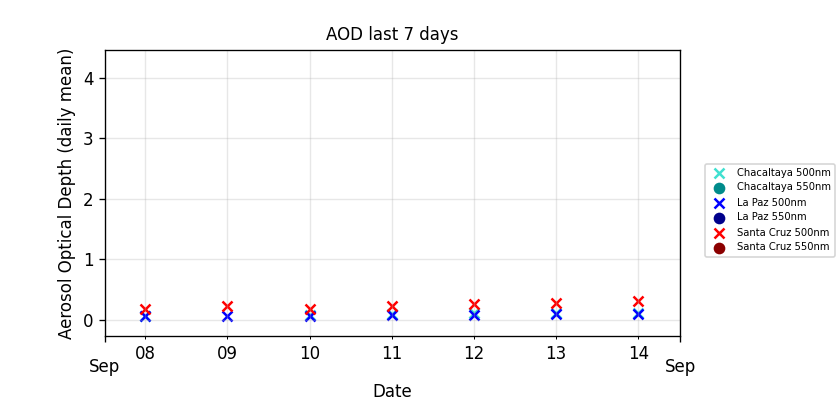 AOD last 7 days
Aerosol Optical Depth (daily mean)
4
3
2
1
0
08 09 10 11 12 13 14
Sep Sep
Date
Chacaltaya 500nm
Chacaltaya 550nm
La Paz 500nm
La Paz 550nm
Santa Cruz 500nm
Santa Cruz 550nm